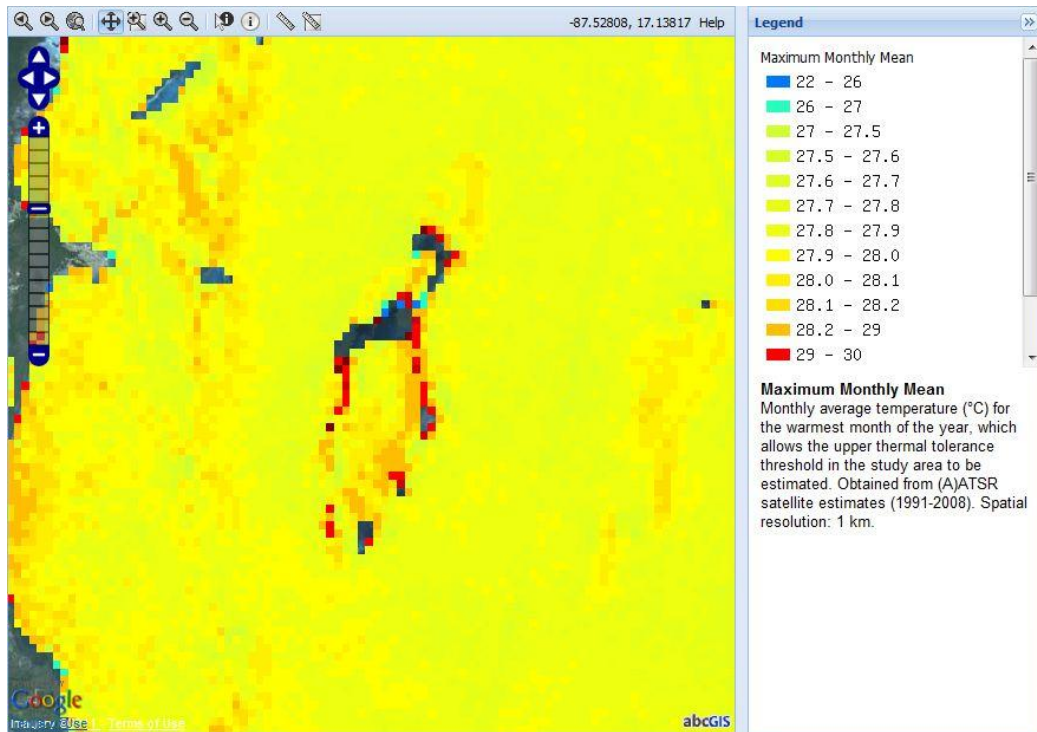 -87.52808, 17.13817 Help
Legend
Maximum Monthly Mean
22 - 26
26 - 27
27 - 27.5
27.5 - 27.6
27.6 - 27.7
27.7 - 27.8
27.8 - 27.9
27.9 - 28.0
28.0 - 28.1
28.1 - 28.2
28.2 - 29
29 - 30
Maximum Monthly Mean
Monthly average temperature (°C) for
the warmest month of the year, which
allows the upper thermal tolerance
threshold in the study area to be
estimated. Obtained from (A)ATSR
satellite estimates (1991-2008). Spatial
resolution: 1 km.
Google
Imagery Use Terms of Use
abcGIS